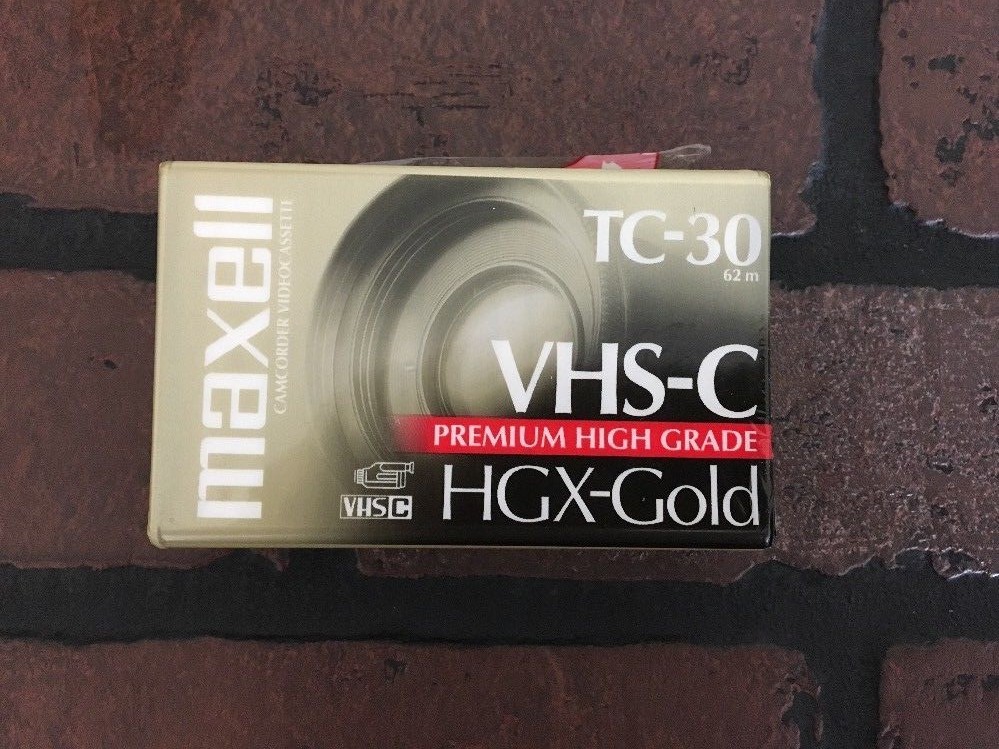 maxell
CAMCORDER VIDEOCASSETTE
TC-30
62 m
VHS-C
PREMIUM HIGH GRADE
HGX-Gold
VHS C